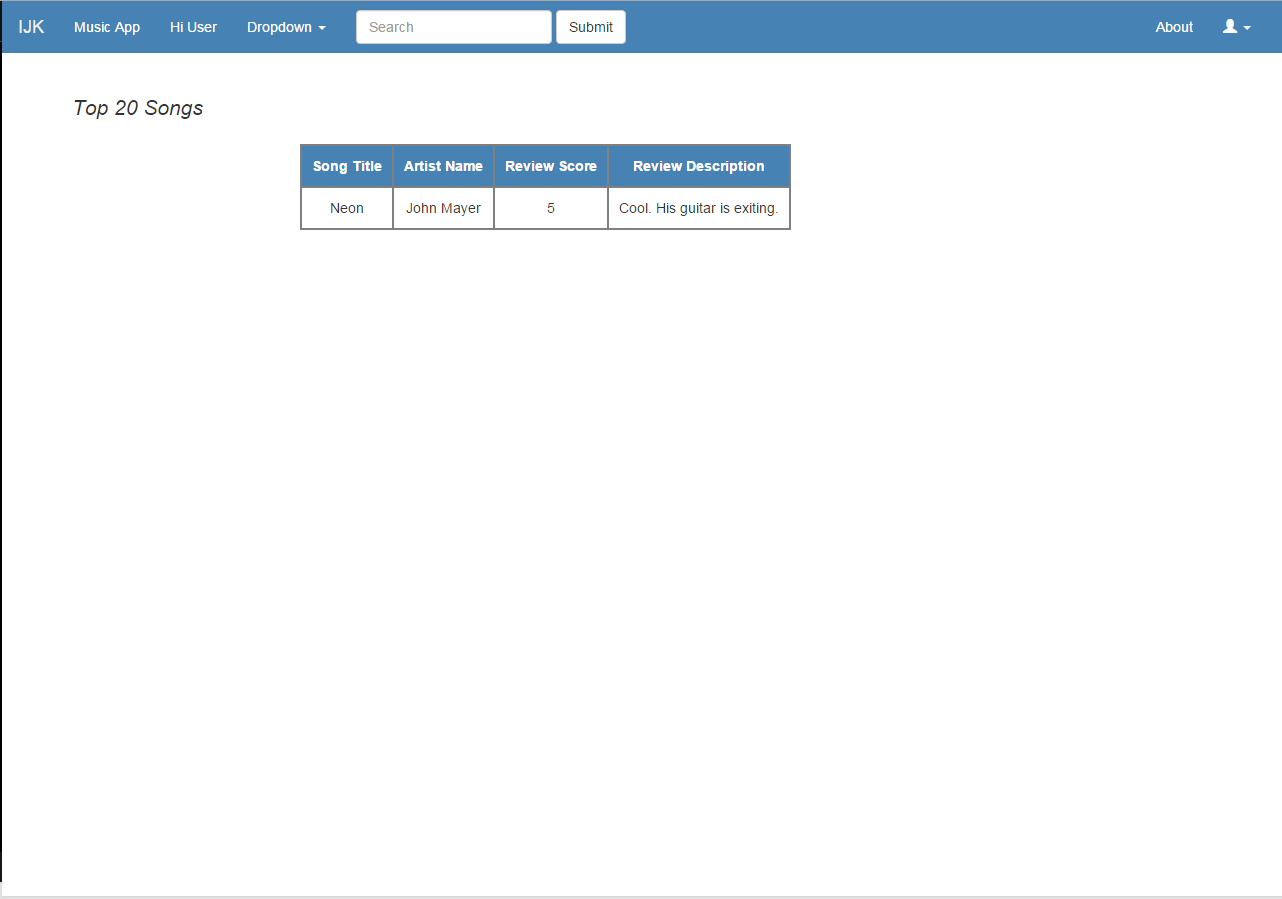 IJK Music App Hi User Dropdown Search Submit About
Top 20 Songs
Song Title Artist Name Review Score Review Description
Neon John Mayer 5 Cool. His guitar is exiting.